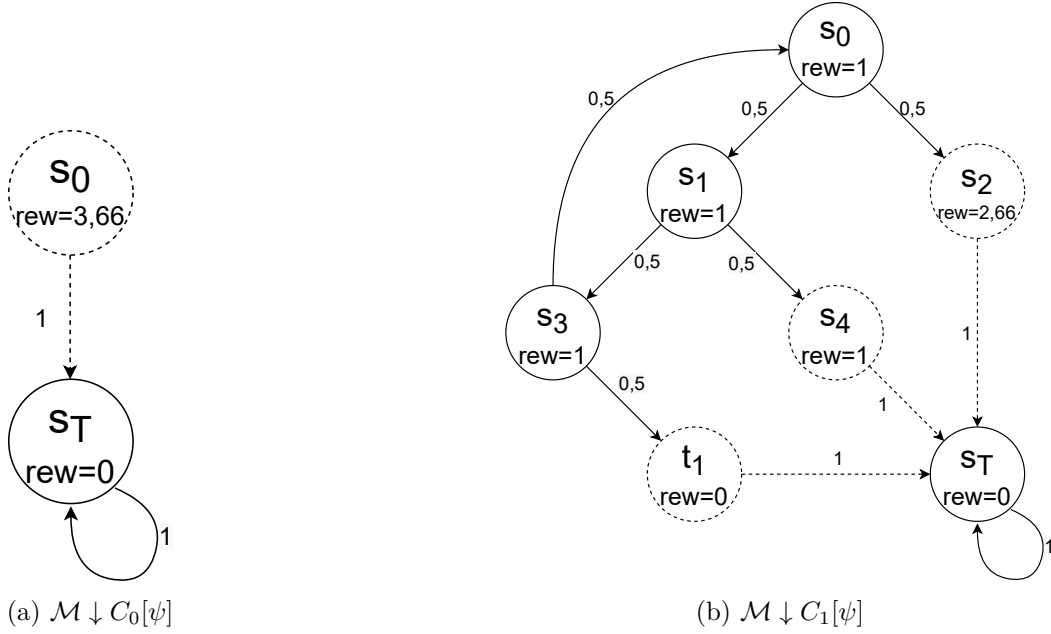 s0
rew=3,66
1
sT
rew=0
1
(a) M ↓ C0[ψ]
s0
rew=1
0,5
0,5
0,5
s1
rew=1
s2
rew=2,66
0,5
0,5
s3
rew=1
s4
rew=1
1
0,5
1
t1
rew=0
1
sT
rew=0
1
(b) M ↓ C1[ψ]